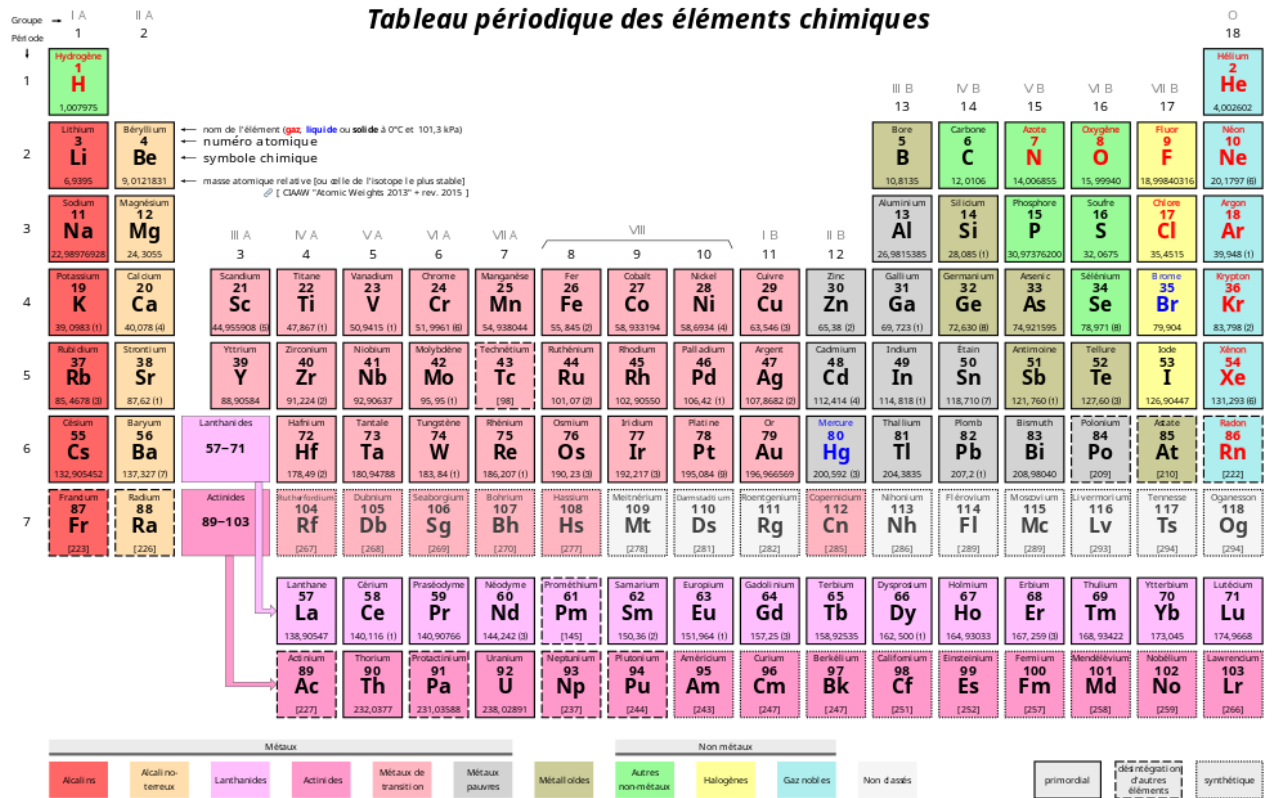 Tableau périodique des éléments chimiques
Groupe I A II A O
1 2 18
Période
1
Hydrogène Hélium
1 2
H He
1,007975 4,002602
III B IV B V B VI B VII B
13 14 15 16 17
nom de l'élément (gaz, liquide ou solide à 0°C et 101,3 kPa)
numéro atomique
symbole chimique
masse atomique relative [ou celle de l'isotope le plus stable]
[ CIAAW "Atomic Weights 2013" + rev. 2015 ]
2
Lithium Béryllium Bore Carbone Azote Oxygène Fluor Néon
3 4 5 6 7 8 9 10
Li Be B C N O F Ne
6,9395 9,0121831 10,8135 12,0106 14,006855 15,99940 18,99840316 20,1797 (6)
3
Sodium Magnésium Aluminium Silicium Phosphore Soufre Chlore Argon
11 12 13 14 15 16 17 18
Na Mg Al Si P S Cl Ar
22,98976928 24,3055 26,9815385 28,085 (1) 30,97376200 32,0675 35,4515 39,948 (1)
III A IV A V A VI A VII A VIII I B II B
3 4 5 6 7 8 9 10 11 12
4
Potassium Calcium Scandium Titane Vanadium Chrome Manganèse Fer Cobalt Nickel Cuivre Zinc Gallium Germanium Arsenic Sélénium Brome Krypton
19 20 21 22 23 24 25 26 27 28 29 30 31 32 33 34 35 36
K Ca Sc Ti V Cr Mn Fe Co Ni Cu Zn Ga Ge As Se Br Kr
39,0983 (1) 40,078 (4) 44,955908 (5) 47,867 (1) 50,9415 (1) 51,9961 (6) 54,938044 55,845 (2) 58,933194 58,6934 (4) 63,546 (3) 65,38 (2) 69,723 (1) 72,630 (8) 74,921595 78,971 (8) 79,904 83,798 (2)
5
Rubidium Strontium Yttrium Zirconium Niobium Molybdène Technétium Ruthénium Rhodium Palladium Argent Cadmium Indium Étain Antimoine Tellure Iode Xénon
37 38 39 40 41 42 43 44 45 46 47 48 49 50 51 52 53 54
Rb Sr Y Zr Nb Mo Tc Ru Rh Pd Ag Cd In Sn Sb Te I Xe
85,4678 (3) 87,62 (1) 88,90584 91,224 (2) 92,90637 95,95 (1) [98] 101,07 (2) 102,90550 106,42 (1) 107,8682 (2) 112,414 (4) 114,818 (1) 118,710 (7) 121,760 (1) 127,60 (3) 126,90447 131,293 (6)
6
Césium Baryum Lanthanides Hafnium Tantale Tungstène Rhénium Osmium Iridium Platine Or Mercure Thallium Plomb Bismuth Polonium Astate Radon
55 56 57–71 72 73 74 75 76 77 78 79 80 81 82 83 84 85 86
Cs Ba Hf Ta W Re Os Ir Pt Au Hg Tl Pb Bi Po At Rn
132,905452 137,327 (7) 178,49 (2) 180,94788 183,84 (1) 186,207 (1) 190,23 (3) 192,217 (3) 195,084 (9) 196,966569 200,592 (3) 204,3835 207,2 (1) 208,98040 [209] [210] [222]
7
Francium Radium Actinides Rutherfordium Dubnium Seaborgium Bohrium Hassium Meitnérium Darmstadtium Roentgenium Copernicium Nihonium Flérovium Moscovium Livermorium Tennesse Oganesson
87 88 89–103 104 105 106 107 108 109 110 111 112 113 114 115 116 117 118
Fr Ra Rf Db Sg Bh Hs Mt Ds Rg Cn Nh Fl Mc Lv Ts Og
[223] [226] [267] [268] [269] [270] [277] [278] [281] [282] [285] [286] [289] [289] [293] [294] [294]
Lanthane Cérium Praséodyme Néodyme Prométhium Samarium Europium Gadolinium Terbium Dysprosium Holmium Erbium Thulium Ytterbium Lutécium
57 58 59 60 61 62 63 64 65 66 67 68 69 70 71
La Ce Pr Nd Pm Sm Eu Gd Tb Dy Ho Er Tm Yb Lu
138,90547 140,116 (1) 140,90766 144,242 (3) [145] 150,36 (2) 151,964 (1) 157,25 (3) 158,92535 162,500 (1) 164,93033 167,259 (3) 168,93422 173,045 174,9668
Actinium Thorium Protactinium Uranium Neptunium Plutonium Américium Curium Berkélium Californium Einsteinium Fermium Mendélévium Nobélium Lawrencium
89 90 91 92 93 94 95 96 97 98 99 100 101 102 103
Ac Th Pa U Np Pu Am Cm Bk Cf Es Fm Md No Lr
[227] 232,0377 231,03588 238,02891 [237] [244] [243] [247] [247] [251] [252] [257] [258] [259] [266]
Métaux Non métaux
Alcalins Alcalino-terreux Lanthanides Actinides Métaux de transition Métaux pauvres Métalloïdes Autres non-métaux Halogènes Gaz nobles Non classés primordial désintégration d'autres éléments synthétique